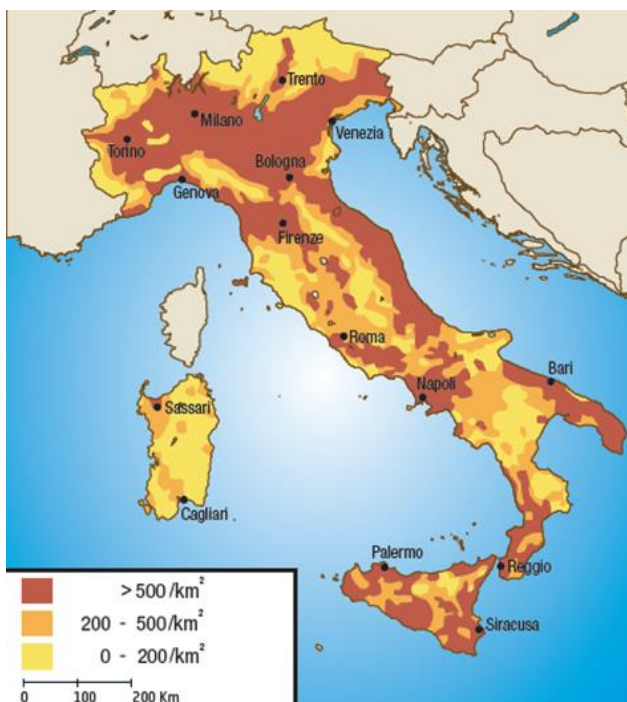 Trento
Milano
Venezia
Torino
Bologna
Genova
Firenze
Roma
Bari
Napoli
Sassari
Cagliari
Palermo
Reggio
Siracusa
> 500 /km²
200 - 500/km²
0 - 200/km²
0 100 200 Km